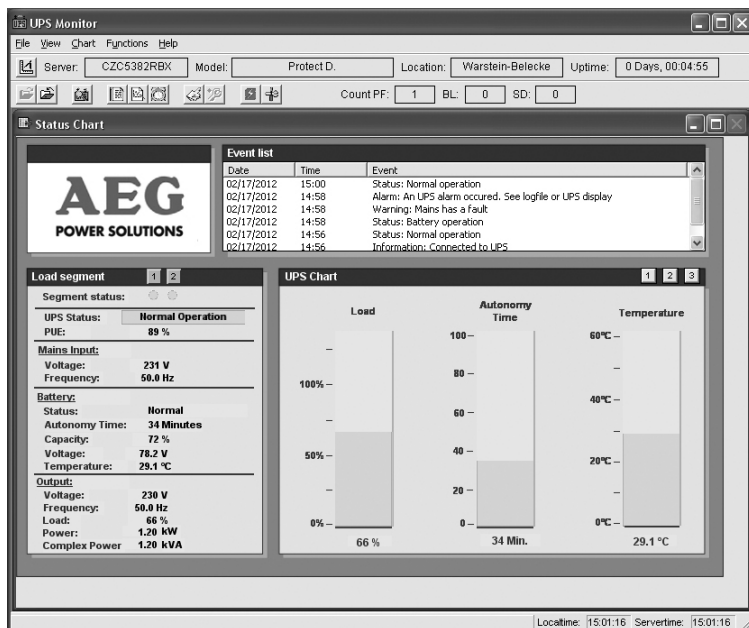 UPS Monitor
File View Chart Functions Help
Server: CZC5382RBX Model: Protect D. Location: Warstein-Belecke Uptime: 0 Days, 00:04:55
Count PF: 1 BL: 0 SD: 0
Status Chart
AEG
POWER SOLUTIONS
Event list
Date Time Event
02/17/2012 15:00 Status: Normal operation
02/17/2012 14:58 Alarm: An UPS alarm occured. See logfile or UPS display
02/17/2012 14:58 Warning: Mains has a fault
02/17/2012 14:58 Status: Battery operation
02/17/2012 14:56 Status: Normal operation
02/17/2012 14:56 Information: Connected to UPS
Load segment 1 2
Segment status:
UPS Status: Normal Operation
PUE: 89 %
Mains Input:
Voltage: 231 V
Frequency: 50.0 Hz
Battery:
Status: Normal
Autonomy Time: 34 Minutes
Capacity: 72 %
Voltage: 78.2 V
Temperature: 29.1 °C
Output:
Voltage: 230 V
Frequency: 50.0 Hz
Load: 66 %
Power: 1.20 kW
Complex Power 1.20 kVA
UPS Chart 1 2 3
Load
100%
50%
0%
66 %
Autonomy
Time
100
80
60
40
20
0
34 Min.
Temperature
60°C
40°C
20°C
0°C
29.1 °C
Localtime: 15:01:16 Servertime: 15:01:16